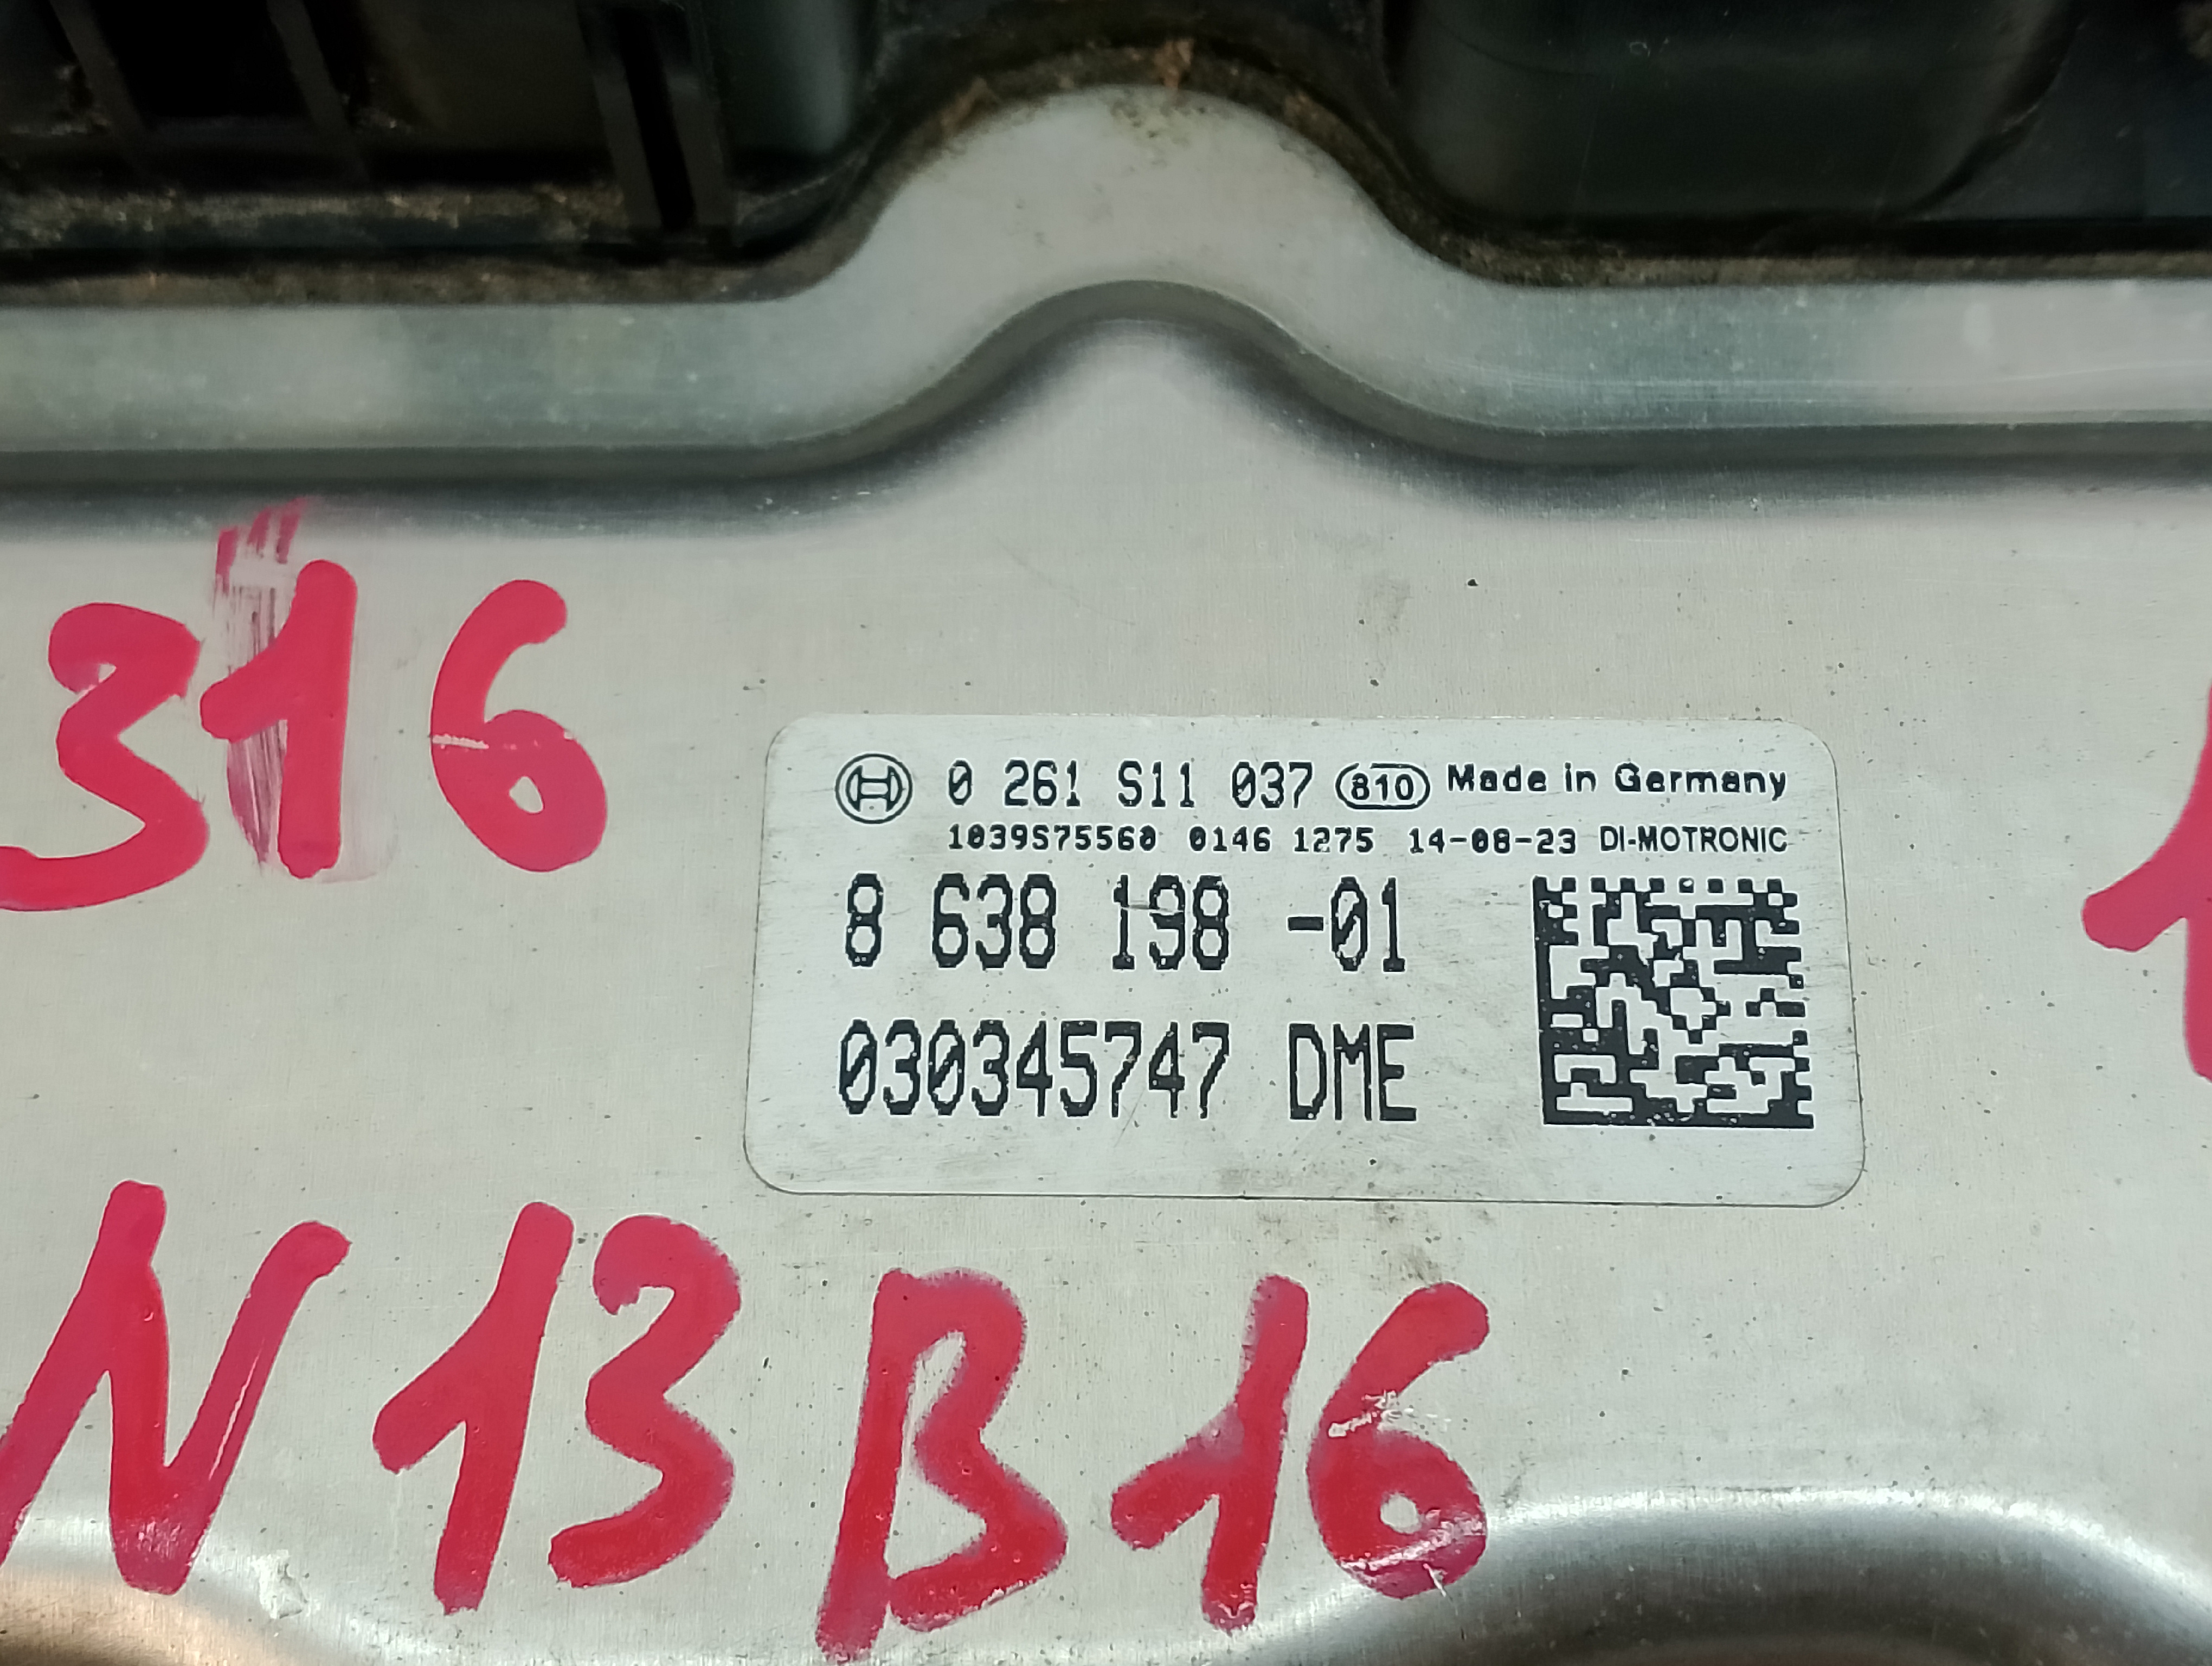 316
0 261 S11 037 810 Made in Germany
1039S75560 0146 1275 14-08-23 DI-MOTRONIC
8 638 198 -01
030345747 DME
N13B16